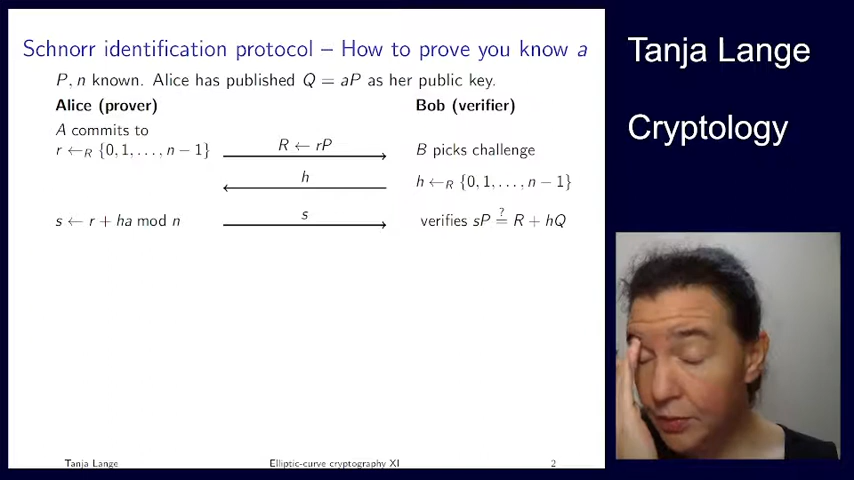 Schnorr identification protocol – How to prove you know a
P, n known. Alice has published Q = aP as her public key.
Alice (prover) Bob (verifier)
A commits to
r ←R {0, 1, . . . , n − 1} R ← rP B picks challenge
h h ←R {0, 1, . . . , n − 1}
s ← r + ha mod n s verifies sP ?= R + hQ
Tanja Lange Elliptic-curve cryptography XI 2
Tanja Lange
Cryptology